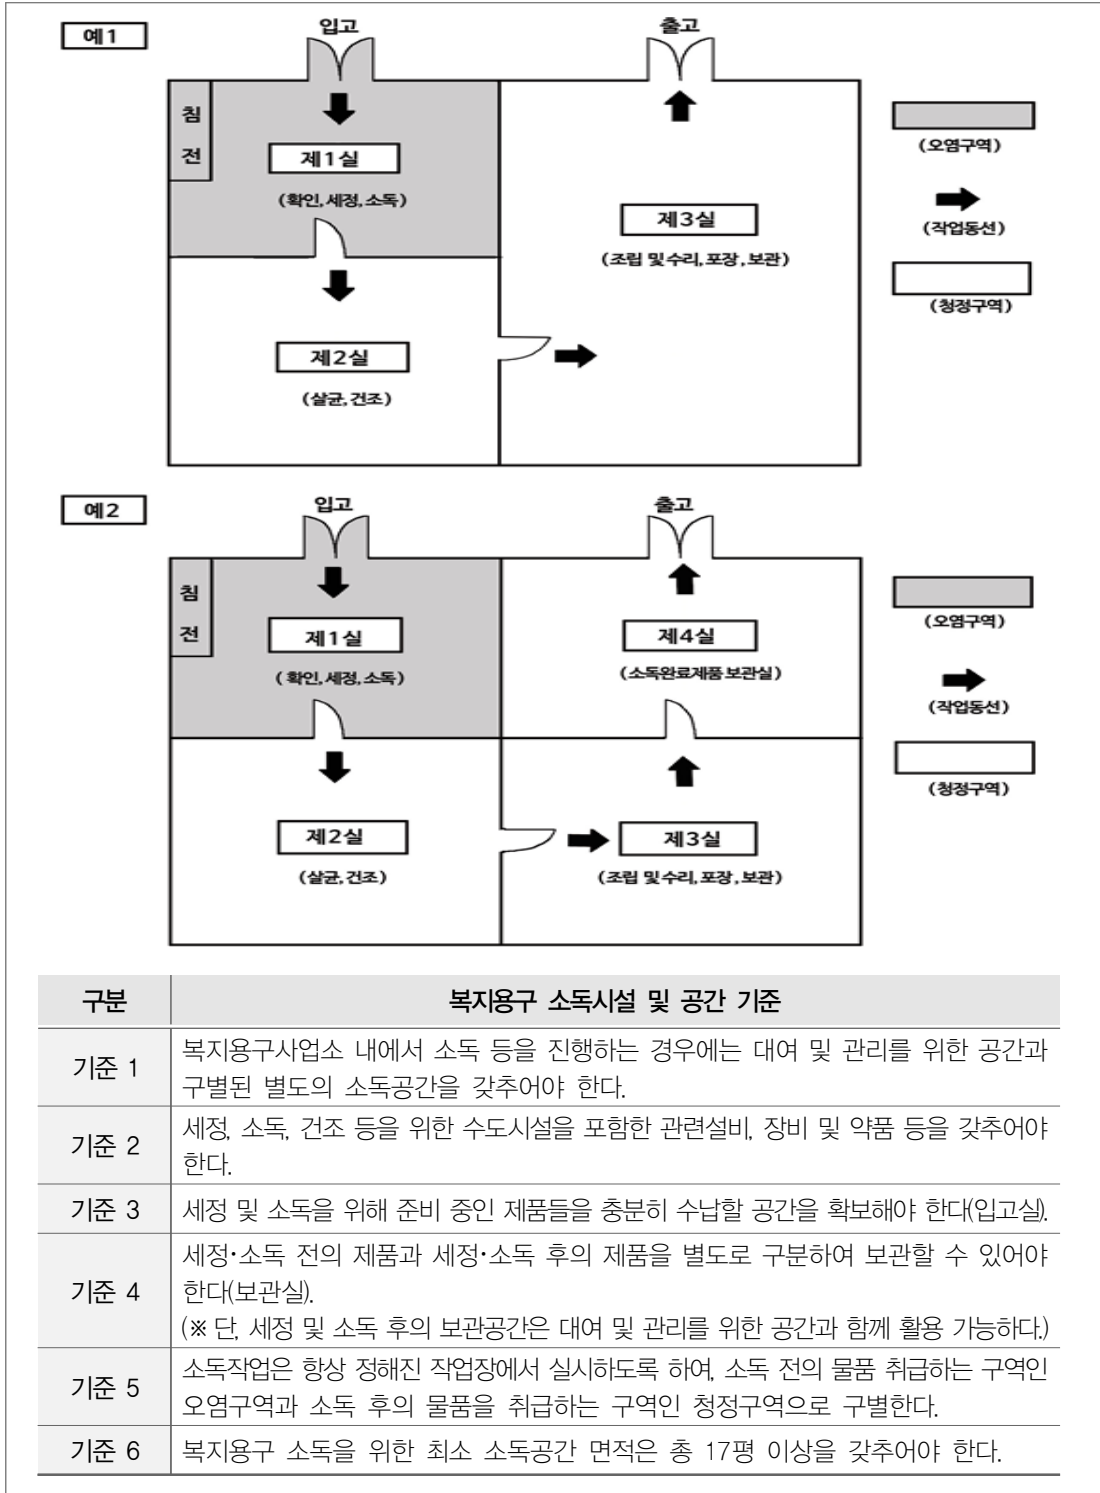 예1
입고
출고
침
전
제1실
(확인, 세정, 소독)
(오염구역)
제3실
(조립 및 수리, 포장, 보관)
(작업동선)
(청정구역)
제2실
(살균, 건조)
예2
입고
출고
침
전
제1실
(확인, 세정, 소독)
제4실
(소독완료제품 보관실)
(오염구역)
(작업동선)
(청정구역)
제2실
(살균, 건조)
제3실
(조립 및 수리, 포장, 보관)
구분 복지용구 소독시설 및 공간 기준
기준 1 복지용구사업소 내에서 소독 등을 진행하는 경우에는 대여 및 관리를 위한 공간과
구별된 별도의 소독공간을 갖추어야 한다.
기준 2 세정, 소독, 건조 등을 위한 수도시설을 포함한 관련설비, 장비 및 약품 등을 갖추어야
한다.
기준 3 세정 및 소독을 위해 준비 중인 제품들을 충분히 수납할 공간을 확보해야 한다(입고실).
기준 4 세정·소독 전의 제품과 세정·소독 후의 제품을 별도로 구분하여 보관할 수 있어야
한다(보관실).
(※ 단, 세정 및 소독 후의 보관공간은 대여 및 관리를 위한 공간과 함께 활용 가능하다.)
기준 5 소독작업은 항상 정해진 작업장에서 실시하도록 하여, 소독 전의 물품 취급하는 구역인
오염구역과 소독 후의 물품을 취급하는 구역인 청정구역으로 구별한다.
기준 6 복지용구 소독을 위한 최소 소독공간 면적은 총 17평 이상을 갖추어야 한다.